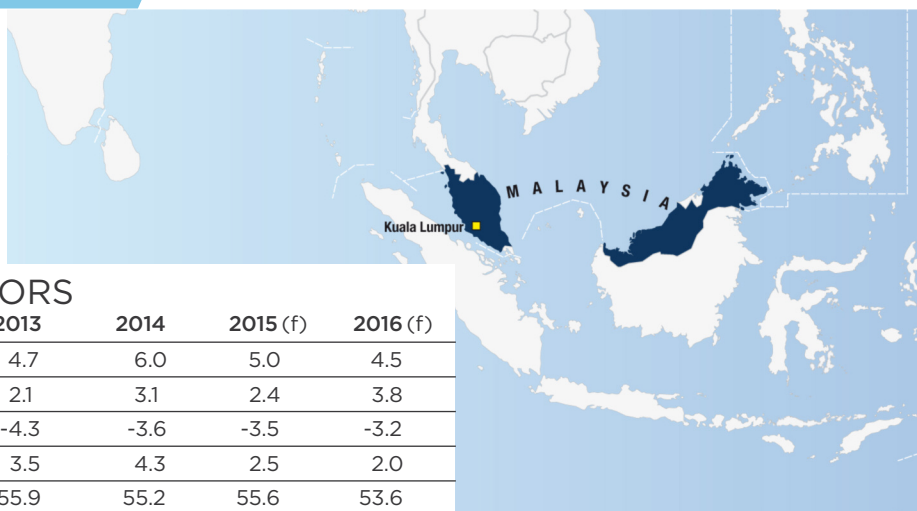 MALAYSIA
Kuala Lumpur
ORS
2013 2014 2015 (f) 2016 (f)
4.7 6.0 5.0 4.5
2.1 3.1 2.4 3.8
-4.3 -3.6 -3.5 -3.2
3.5 4.3 2.5 2.0
55.9 55.2 55.6 53.6